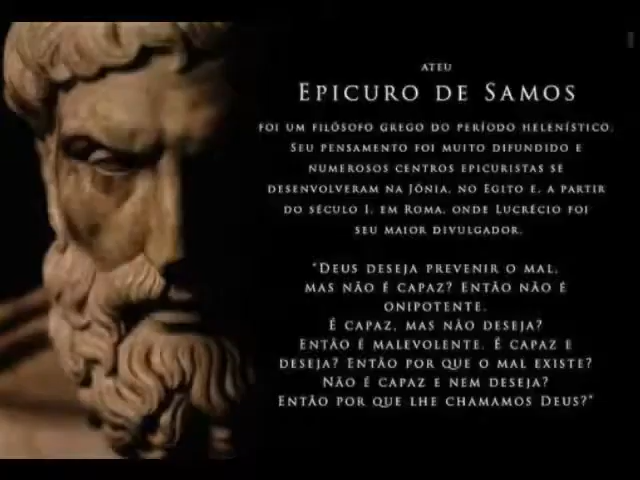 ATEU
EPICURO DE SAMOS
FOI UM FILÓSOFO GREGO DO PERÍODO HELENÍSTICO.
SEU PENSAMENTO FOI MUITO DIFUNDIDO E
NUMEROSOS CENTROS EPICURISTAS SE
DESENVOLVERAM NA JÔNIA, NO EGITO E, A PARTIR
DO SÉCULO I, EM ROMA, ONDE LUCRÉCIO FOI
SEU MAIOR DIVULGADOR.
"DEUS DESEJA PREVENIR O MAL,
MAS NÃO É CAPAZ? ENTÃO NÃO É
ONIPOTENTE.
É CAPAZ, MAS NÃO DESEJA?
ENTÃO É MALEVOLENTE. É CAPAZ E
DESEJA? ENTÃO POR QUE O MAL EXISTE?
NÃO É CAPAZ E NEM DESEJA?
ENTÃO POR QUE LHE CHAMAMOS DEUS?"